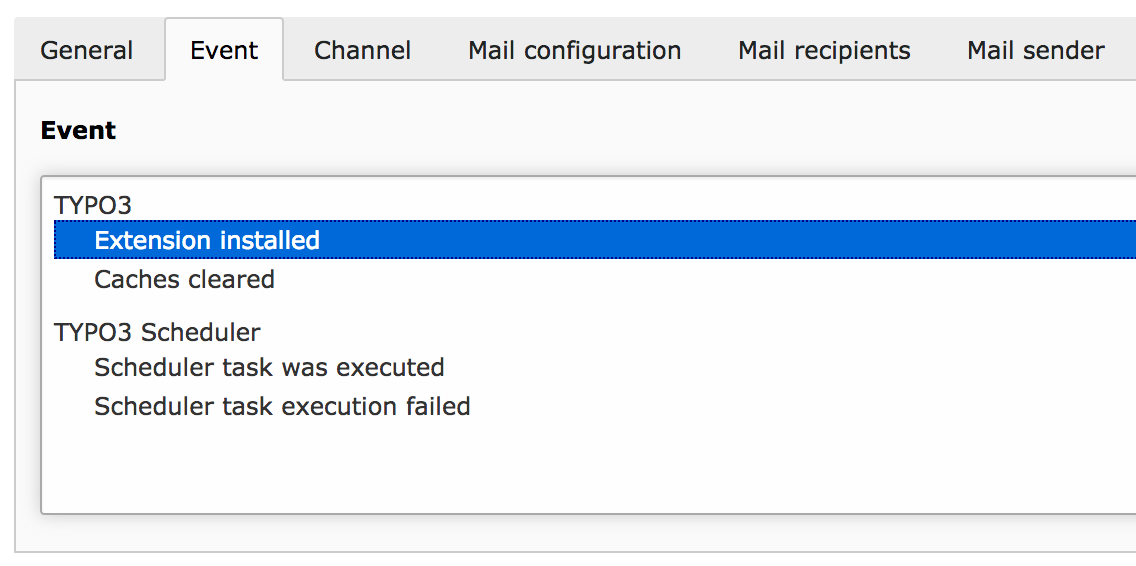 General Event Channel Mail configuration Mail recipients Mail sender
Event
TYPO3
Extension installed
Caches cleared
TYPO3 Scheduler
Scheduler task was executed
Scheduler task execution failed